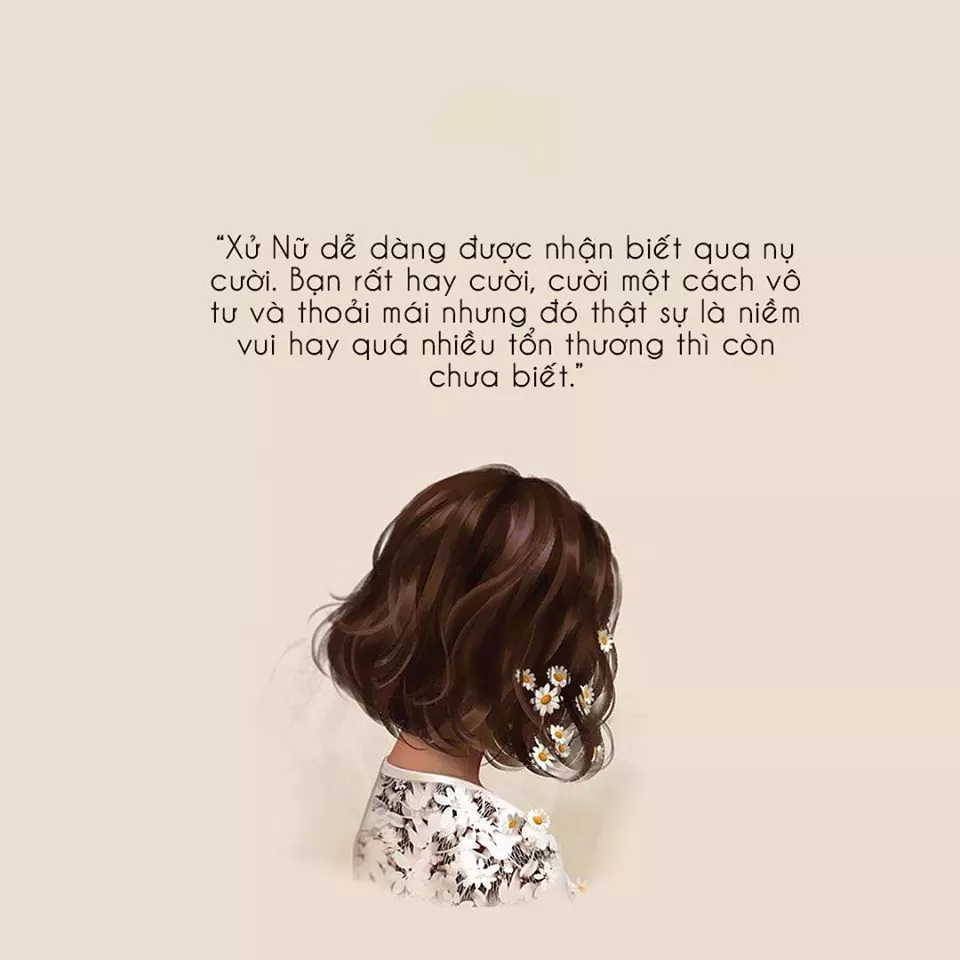 “Xử Nữ dễ dàng được nhận biết qua nụ
cười. Bạn rất hay cười, cười một cách vô
tư và thoải mái nhưng đó thật sự là niềm
vui hay quá nhiều tổn thương thì còn
chưa biết.”